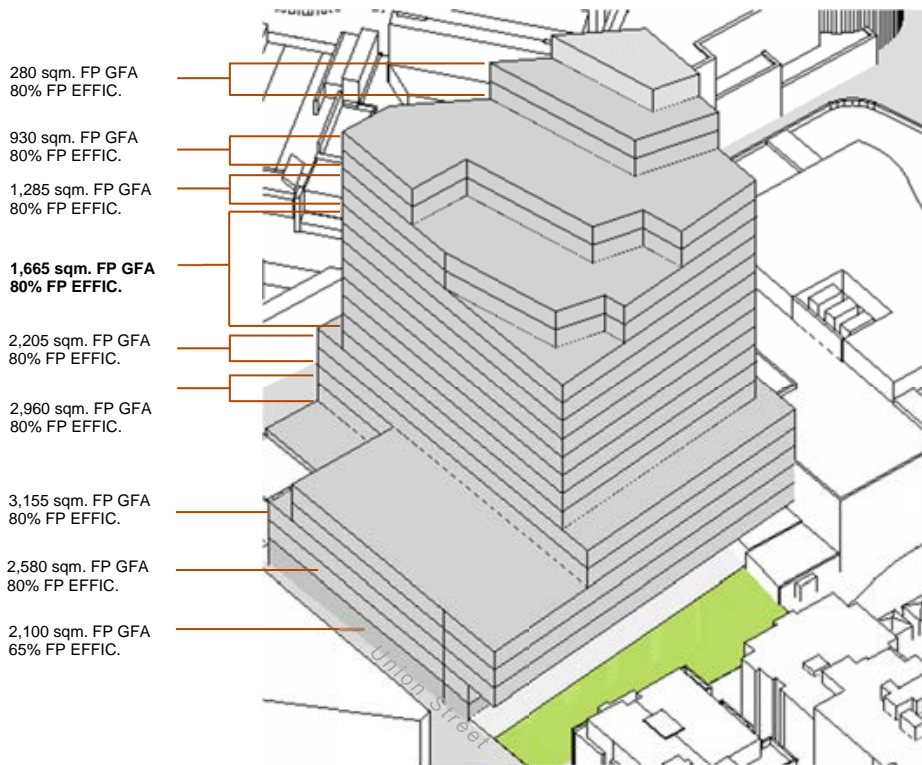 280 sqm. FP GFA
80% FP EFFIC.
930 sqm. FP GFA
80% FP EFFIC.
1,285 sqm. FP GFA
80% FP EFFIC.
1,665 sqm. FP GFA
80% FP EFFIC.
2,205 sqm. FP GFA
80% FP EFFIC.
2,960 sqm. FP GFA
80% FP EFFIC.
3,155 sqm. FP GFA
80% FP EFFIC.
2,580 sqm. FP GFA
80% FP EFFIC.
2,100 sqm. FP GFA
65% FP EFFIC.
Union Street